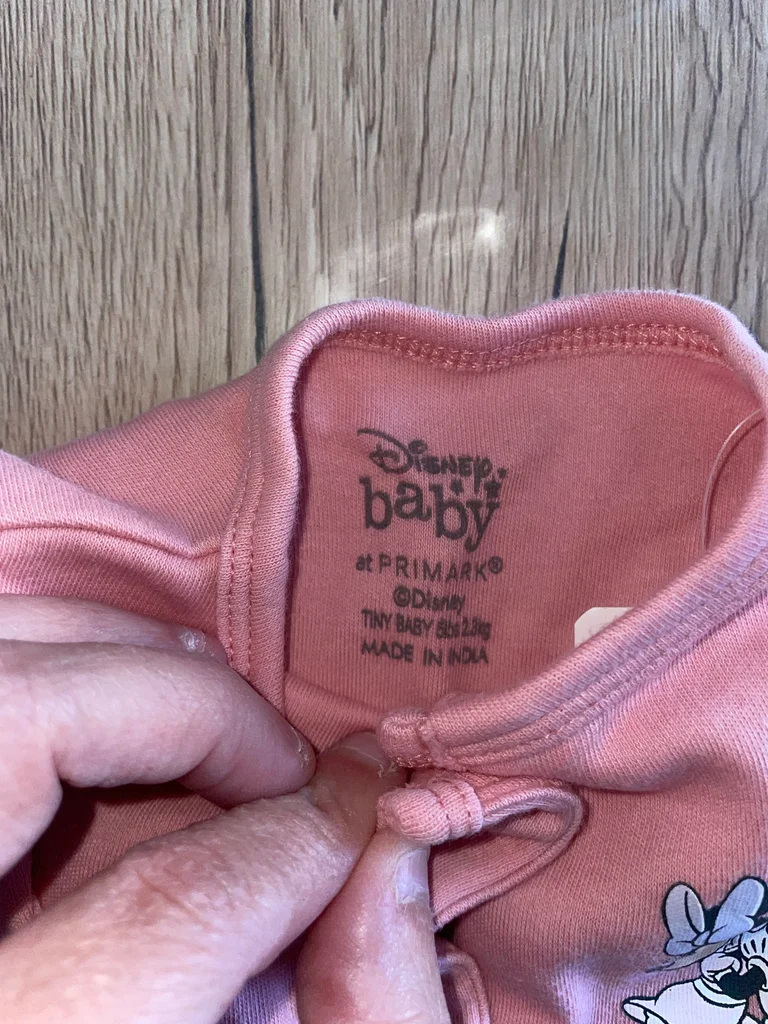 Disney
baby
at PRIMARK®
©Disney
TINY BABY 5lbs 2.3kg
MADE IN INDIA